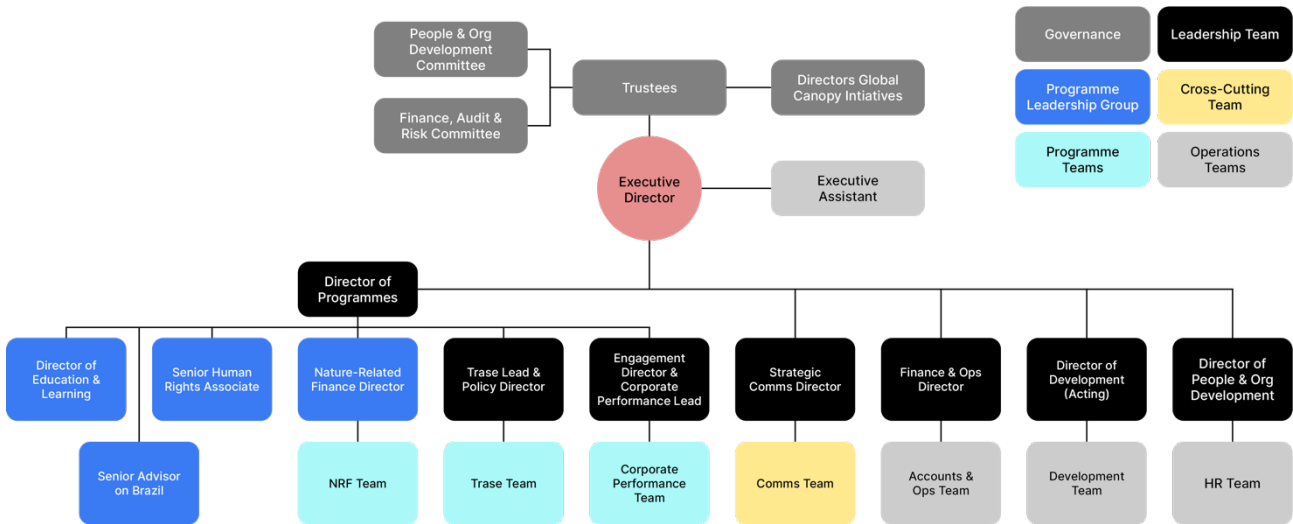 People & Org
Development
Committee
Finance, Audit &
Risk Committee
Trustees
Directors Global
Canopy Intiatives
Governance
Leadership Team
Programme
Leadership Group
Cross-Cutting
Team
Programme
Teams
Operations
Teams
Executive
Director
Executive
Assistant
Director of
Programmes
Director of
Education &
Learning
Senior Human
Rights Associate
Nature-Related
Finance Director
Trase Lead &
Policy Director
Engagement
Director &
Corporate
Performance Lead
Strategic
Comms Director
Finance & Ops
Director
Director of
Development
(Acting)
Director of
People & Org
Development
Senior Advisor
on Brazil
NRF Team
Trase Team
Corporate
Performance
Team
Comms Team
Accounts &
Ops Team
Development
Team
HR Team